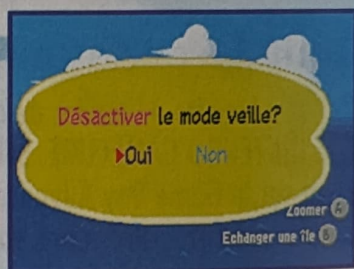 Désactiver le mode veille?
▶Oui Non
Zoomer A
Echanger une île B